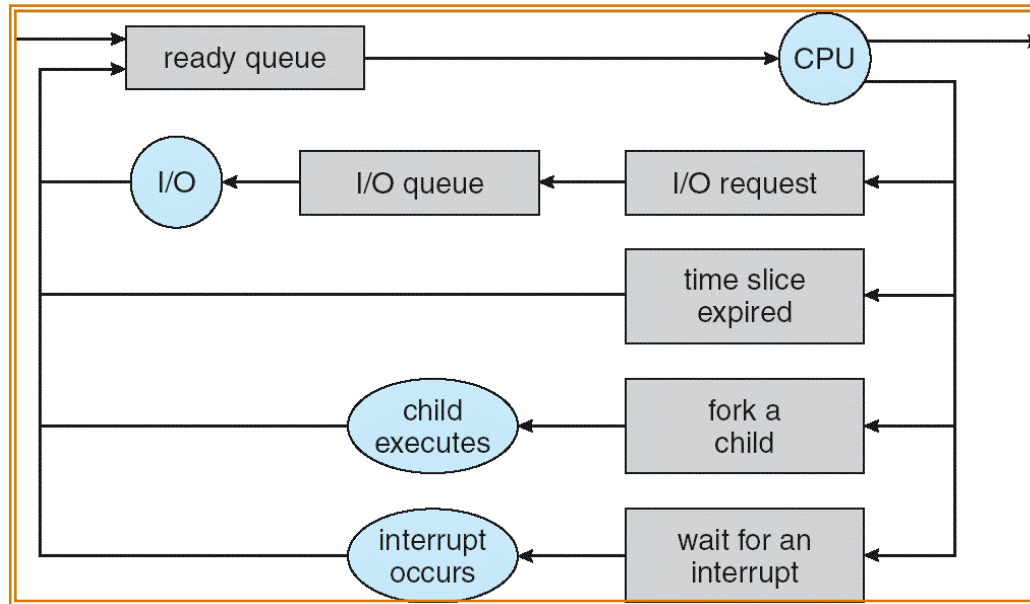 ready queue
CPU
I/O
I/O queue
I/O request
time slice
expired
child
executes
fork a
child
interrupt
occurs
wait for an
interrupt